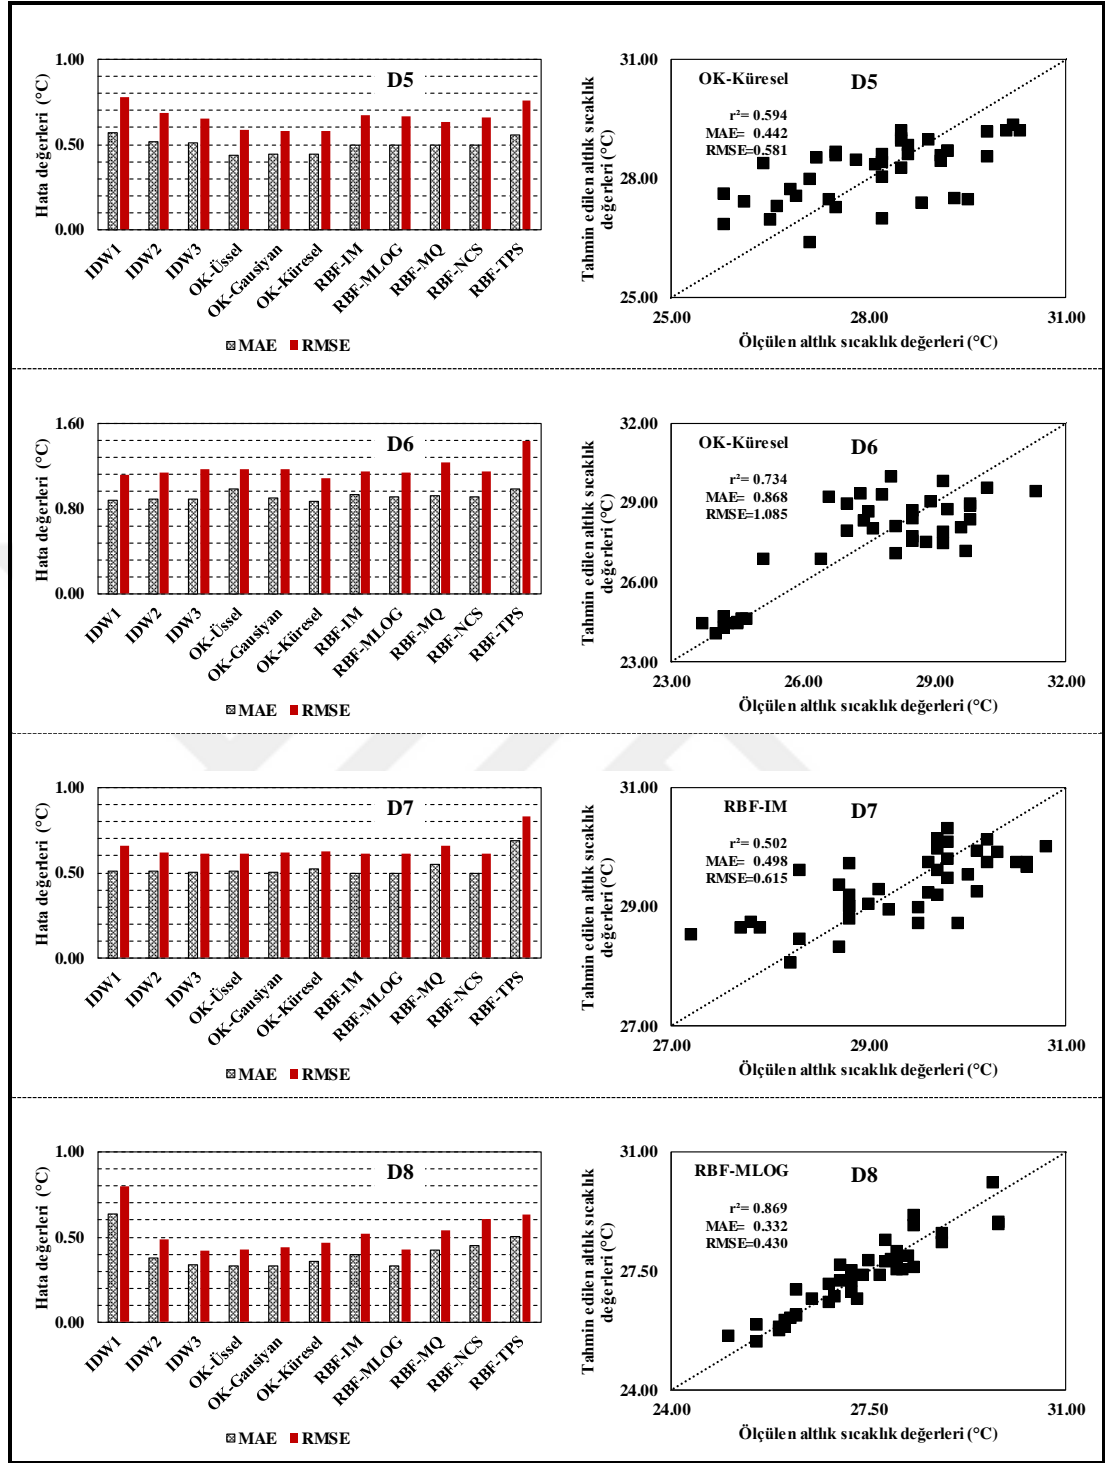 Hata değerleri (°C)
1.00
0.50
0.00
D5
IDW1
IDW2
IDW3
OK-Üssel
OK-Gausiyan
OK-Küresel
RBF-IM
RBF-MLOG
RBF-MQ
RBF-NCS
RBF-TPS
MAE RMSE
Tahmin edilen altlık sıcaklık
değerleri (°C)
31.00
28.00
25.00
OK-Küresel D5
r²= 0.594
MAE= 0.442
RMSE=0.581
25.00 28.00 31.00
Ölçülen altlık sıcaklık değerleri (°C)
Hata değerleri (°C)
1.60
0.80
0.00
D6
IDW1
IDW2
IDW3
OK-Üssel
OK-Gausiyan
OK-Küresel
RBF-IM
RBF-MLOG
RBF-MQ
RBF-NCS
RBF-TPS
MAE RMSE
Tahmin edilen altlık sıcaklık
değerleri (°C)
32.00
29.00
26.00
23.00
OK-Küresel D6
r²= 0.734
MAE= 0.868
RMSE=1.085
23.00 26.00 29.00 32.00
Ölçülen altlık sıcaklık değerleri (°C)
Hata değerleri (°C)
1.00
0.50
0.00
D7
IDW1
IDW2
IDW3
OK-Üssel
OK-Gausiyan
OK-Küresel
RBF-IM
RBF-MLOG
RBF-MQ
RBF-NCS
RBF-TPS
MAE RMSE
Tahmin edilen altlık sıcaklık
değerleri (°C)
31.00
29.00
27.00
RBF-IM D7
r²= 0.502
MAE= 0.498
RMSE=0.615
27.00 29.00 31.00
Ölçülen altlık sıcaklık değerleri (°C)
Hata değerleri (°C)
1.00
0.50
0.00
D8
IDW1
IDW2
IDW3
OK-Üssel
OK-Gausiyan
OK-Küresel
RBF-IM
RBF-MLOG
RBF-MQ
RBF-NCS
RBF-TPS
MAE RMSE
Tahmin edilen altlık sıcaklık
değerleri (°C)
31.00
27.50
24.00
RBF-MLOG D8
r²= 0.869
MAE= 0.332
RMSE=0.430
24.00 27.50 31.00
Ölçülen altlık sıcaklık değerleri (°C)